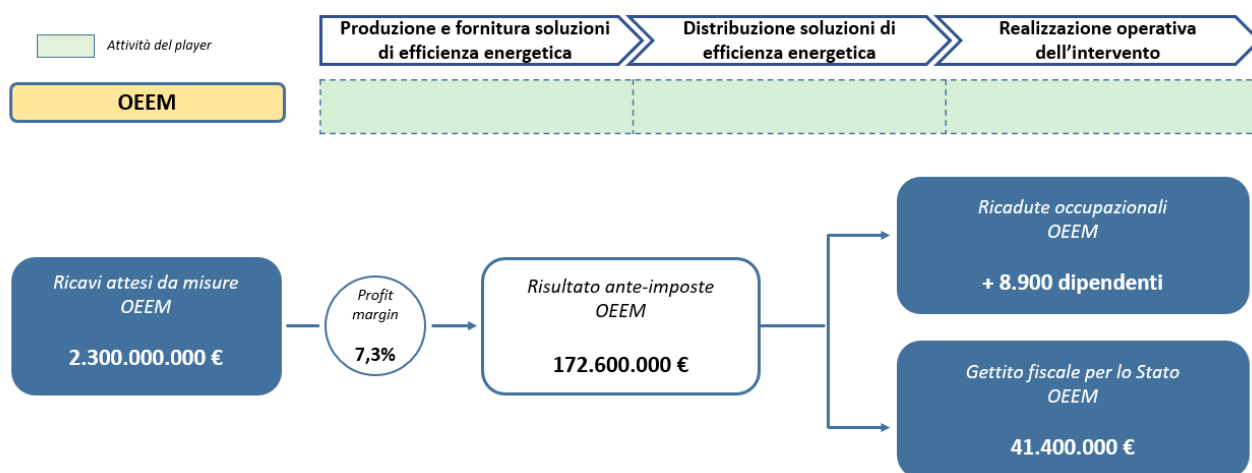 Attività del player
Produzione e fornitura soluzioni
di efficienza energetica
Distribuzione soluzioni di
efficienza energetica
Realizzazione operativa
dell'intervento
OEEM
Ricavi attesi da misure
OEEM
2.300.000.000 €
Profit
margin
7,3%
Risultato ante-imposte
OEEM
172.600.000 €
Ricadute occupazionali
OEEM
+ 8.900 dipendenti
Gettito fiscale per lo Stato
OEEM
41.400.000 €